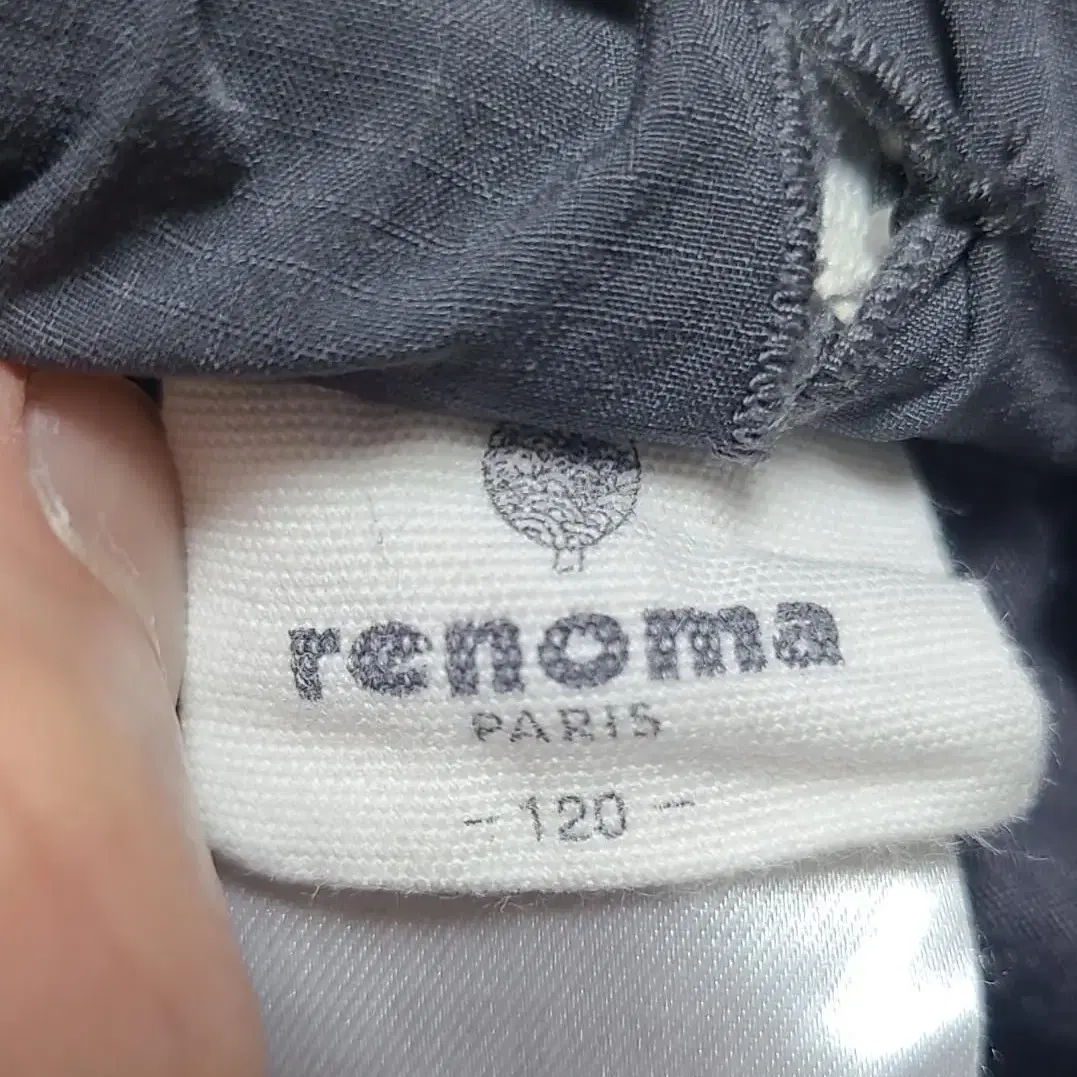 renoma
PARIS
- 120 -